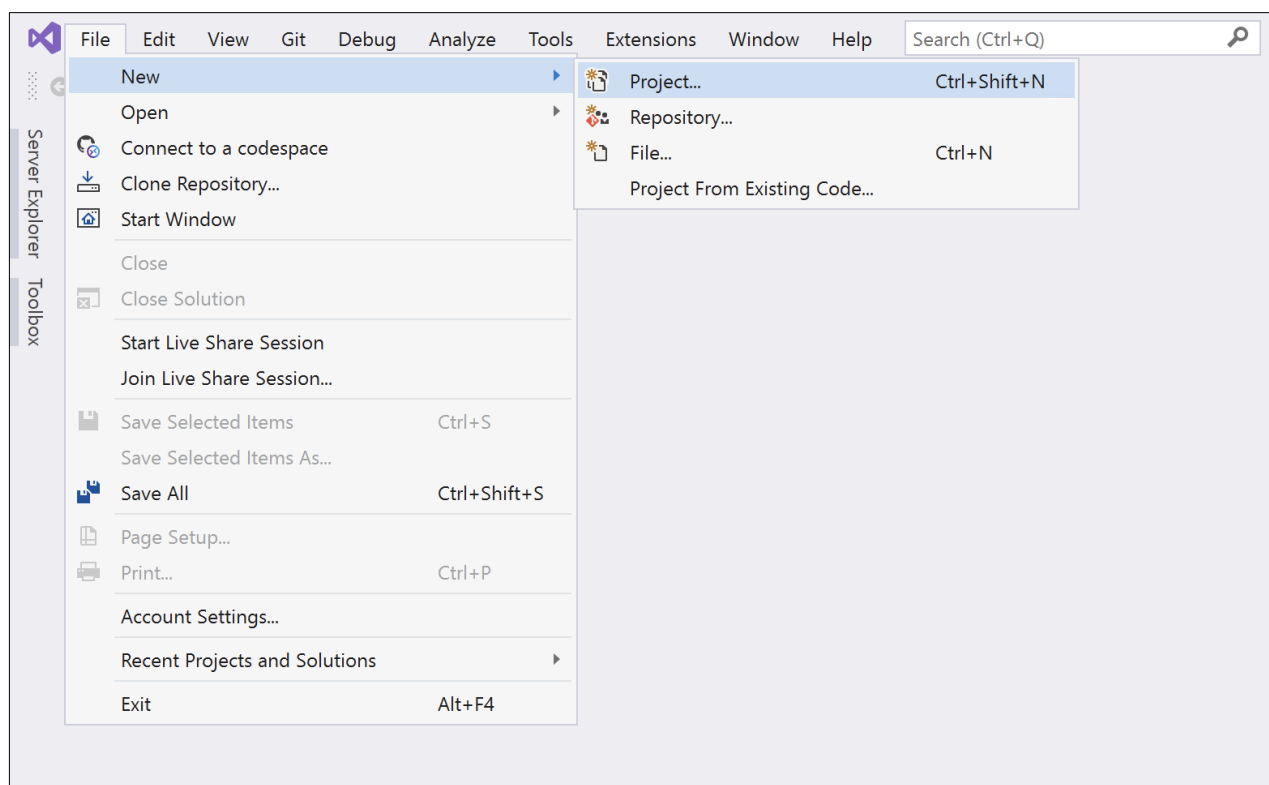 File Edit View Git Debug Analyze Tools Extensions Window Help Search (Ctrl+Q)
New
Project... Ctrl+Shift+N
Open
Repository...
Connect to a codespace
File... Ctrl+N
Clone Repository...
Project From Existing Code...
Start Window
Close
Close Solution
Start Live Share Session
Join Live Share Session...
Save Selected Items Ctrl+S
Save Selected Items As...
Save All Ctrl+Shift+S
Page Setup...
Print... Ctrl+P
Account Settings...
Recent Projects and Solutions
Exit Alt+F4
Server Explorer
Toolbox